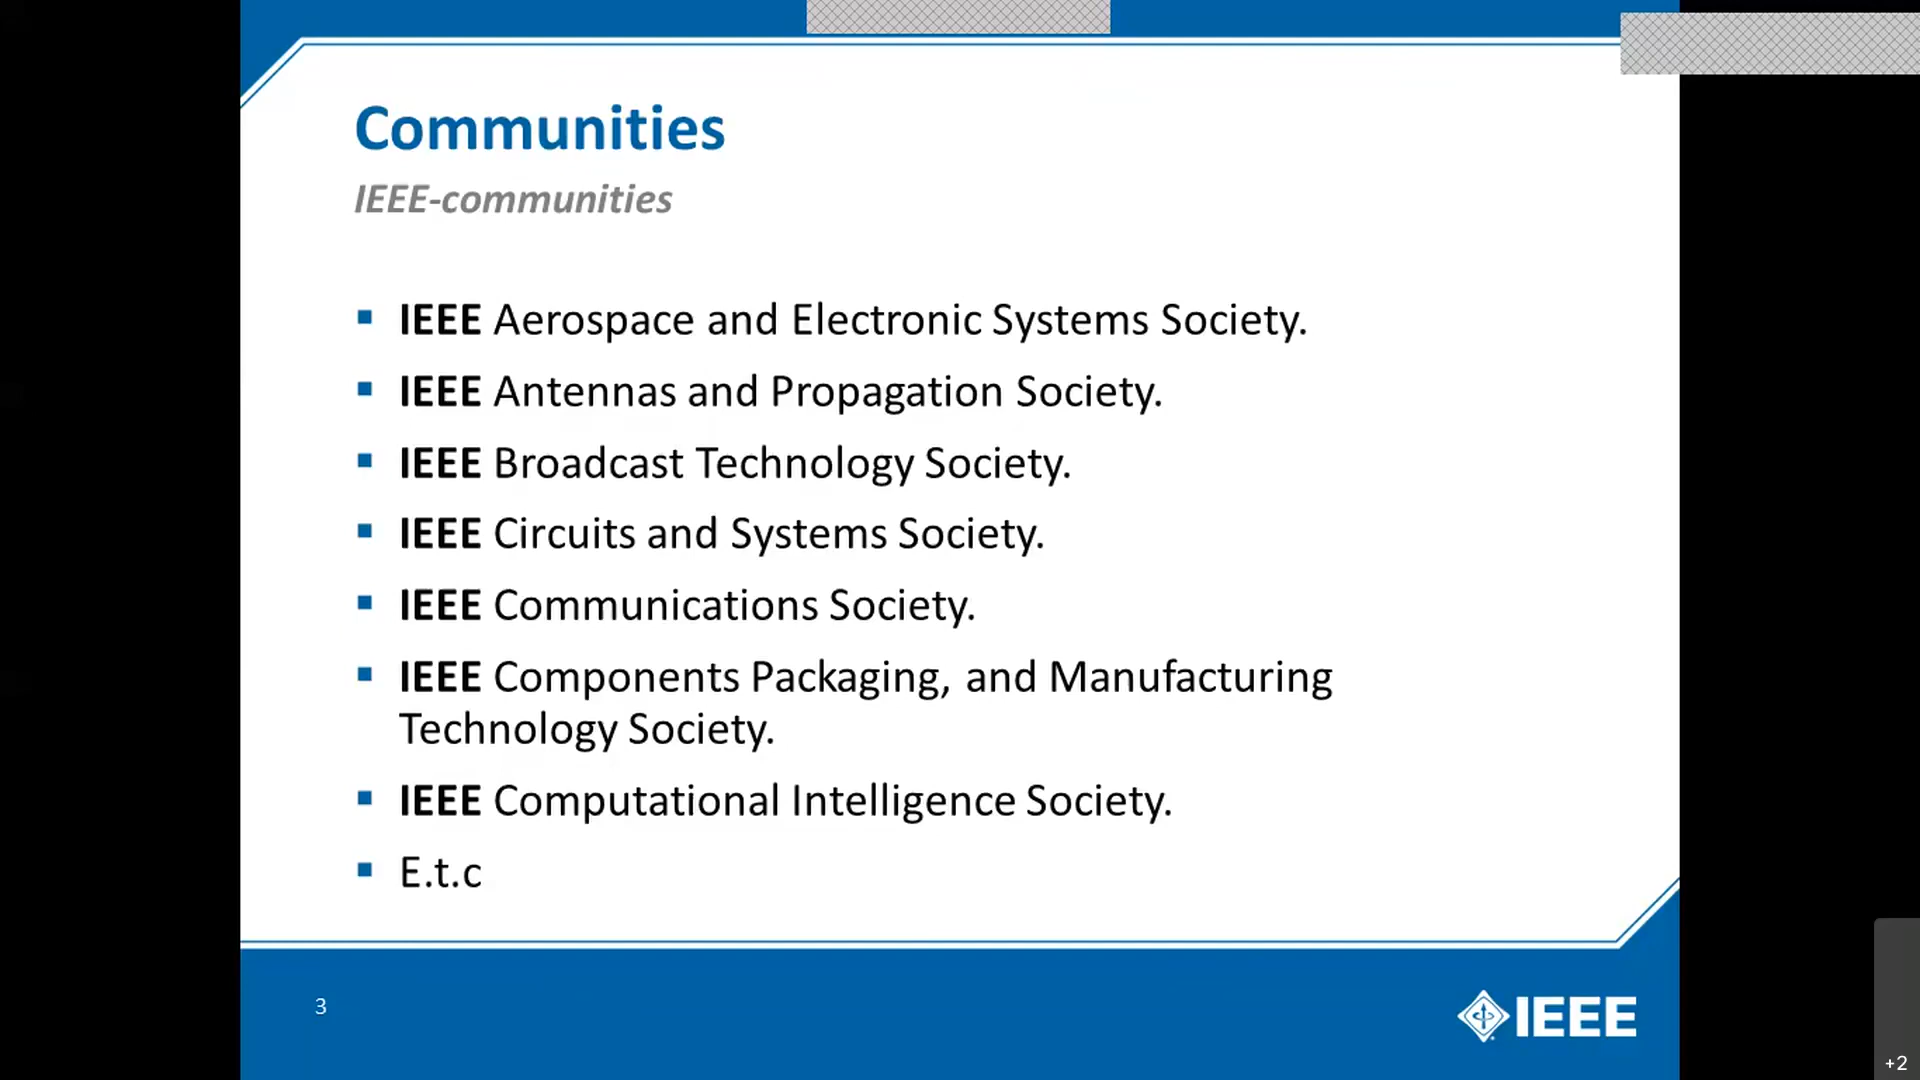 Communities
IEEE-communities
IEEE Aerospace and Electronic Systems Society.
IEEE Antennas and Propagation Society.
IEEE Broadcast Technology Society.
IEEE Circuits and Systems Society.
IEEE Communications Society.
IEEE Components Packaging, and Manufacturing
Technology Society.
IEEE Computational Intelligence Society.
E.t.c
3
IEEE
+2